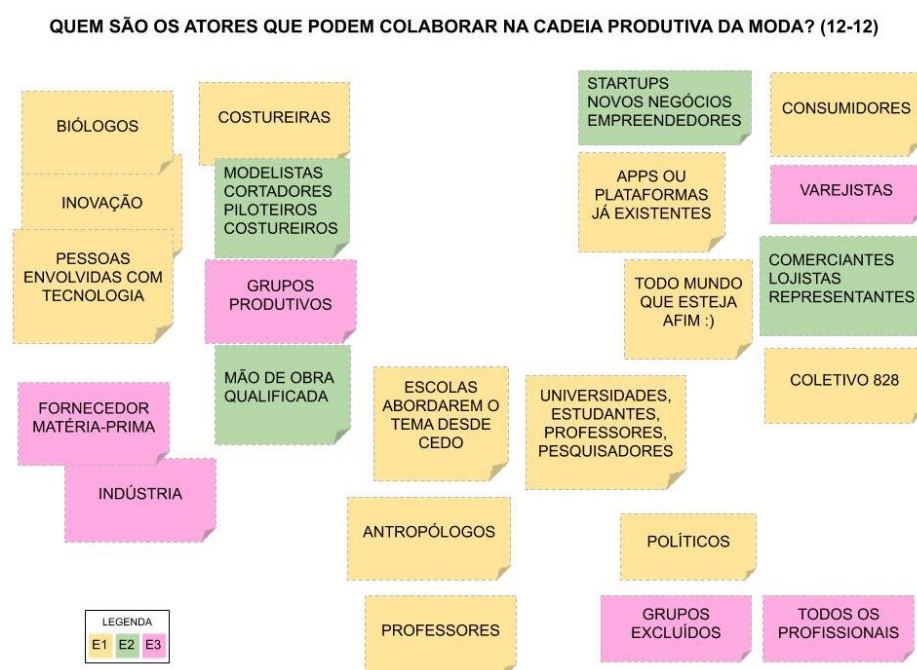 QUEM SÃO OS ATORES QUE PODEM COLABORAR NA CADEIA PRODUTIVA DA MODA? (12-12)
BIÓLOGOS
INOVAÇÃO
PESSOAS
ENVOLVIDAS COM
TECNOLOGIA
COSTUREIRAS
MODELISTAS
CORTADORES
PILOTEIROS
COSTUREIROS
GRUPOS
PRODUTIVOS
MÃO DE OBRA
QUALIFICADA
FORNECEDOR
MATÉRIA-PRIMA
INDÚSTRIA
ESCOLAS
ABORDAREM O
TEMA DESDE
CEDO
UNIVERSIDADES,
ESTUDANTES,
PROFESSORES,
PESQUISADORES
ANTROPÓLOGOS
PROFESSORES
STARTUPS
NOVOS NEGÓCIOS
EMPREENDEDORES
APPS OU
PLATAFORMAS
JÁ EXISTENTES
TODO MUNDO
QUE ESTEJA
AFIM :)
CONSUMIDORES
VAREJISTAS
COMERCIANTES
LOJISTAS
REPRESENTANTES
COLETIVO 828
POLÍTICOS
GRUPOS
EXCLUÍDOS
TODOS OS
PROFISSIONAIS
LEGENDA
E1 E2 E3